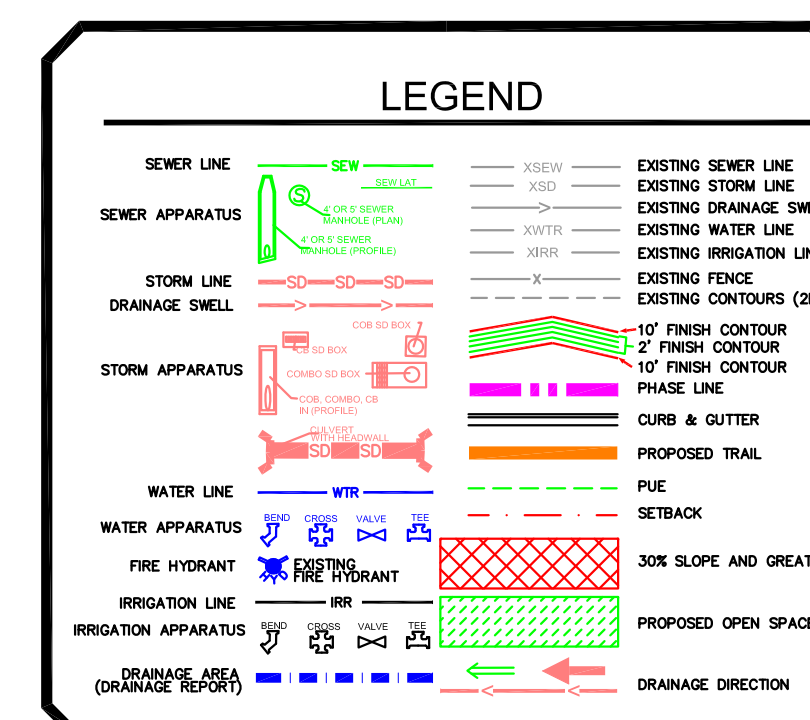 LEGEND
SEWER LINE
SEW
SEW LAT
SEWER APPARATUS
S
4' OR 5' SEWER
MANHOLE (PLAN)
4' OR 5' SEWER
MANHOLE (PROFILE)
STORM LINE
SD SD SD
DRAINAGE SWELL
COB SD BOX
CB SD BOX
STORM APPARATUS
COMBO SD BOX
COB, COMBO, CB
IN (PROFILE)
CULVERT
WITH HEADWALL
SD SD
WATER LINE
WTR
WATER APPARATUS
BEND CROSS VALVE TEE
FIRE HYDRANT
EXISTING
FIRE HYDRANT
IRRIGATION LINE
IRR
IRRIGATION APPARATUS
BEND CROSS VALVE TEE
DRAINAGE AREA
(DRAINAGE REPORT)
XSEW EXISTING SEWER LINE
XSD EXISTING STORM LINE
EXISTING DRAINAGE SW
XWTR EXISTING WATER LINE
XIRR EXISTING IRRIGATION LIN
X EXISTING FENCE
EXISTING CONTOURS (2
10' FINISH CONTOUR
2' FINISH CONTOUR
10' FINISH CONTOUR
PHASE LINE
CURB & GUTTER
PROPOSED TRAIL
PUE
SETBACK
30% SLOPE AND GREAT
PROPOSED OPEN SPACE
DRAINAGE DIRECTION